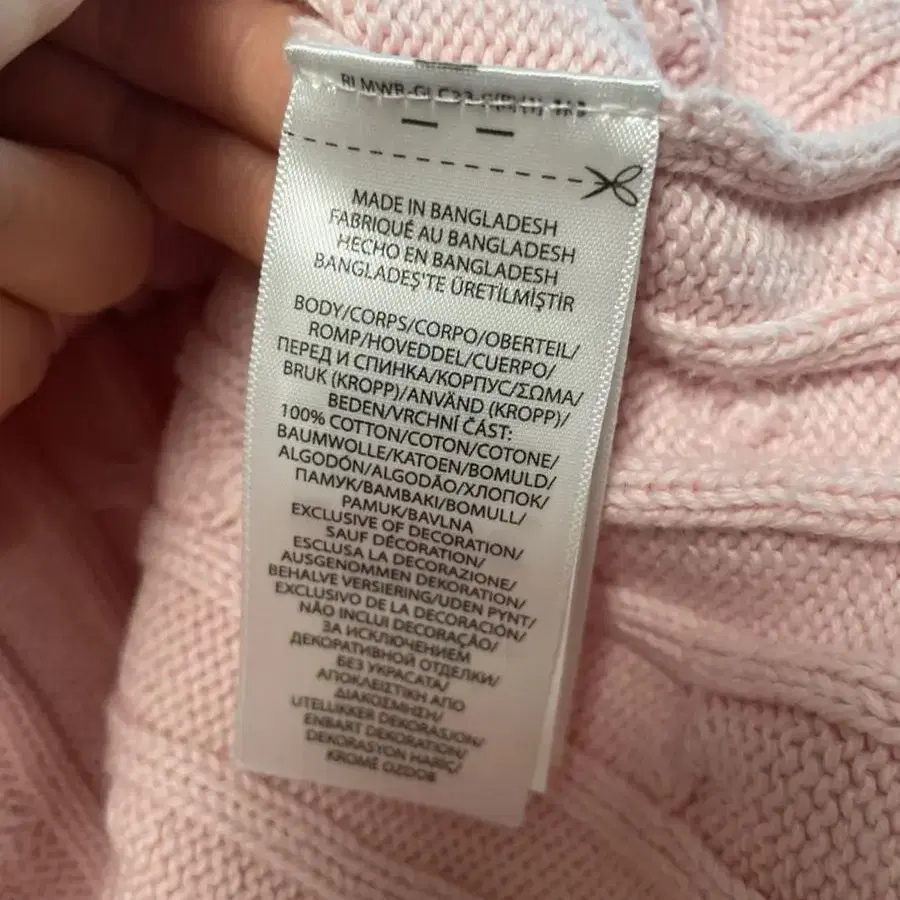 MADE IN BANGLADESH
FABRIQUÉ AU BANGLADESH
HECHO EN BANGLADESH
BANGLADEŞ'TE ÜRETİLMİŞTİR
BODY/CORPS/CORPO/OBERTEIL/
ROMP/HOVEDDEL/CUERPO/
ПЕРЕД И СПИНКА/КОРПУС/ΣΩΜΑ/
BRUK (KROPP)/ANVÄND (KROPP)/
BEDEN/VRCHNÍ ČÁST:
100% COTTON/COTON/COTONE/
BAUMWOLLE/KATOEN/BOMULD/
ALGODÓN/ALGODÃO/ХЛОПОК/
ПАМУК/BAMBAKI/BOMULL/
PAMUK/BAVLNA
EXCLUSIVE OF DECORATION/
SAUF DÉCORATION/
ESCLUSA LA DECORAZIONE/
AUSGENOMMEN DEKORATION/
BEHALVE VERSIERING/UDEN PYNT/
EXCLUSIVO DE LA DECORACIÓN/
NÃO INCLUI DECORAÇÃO/
ЗА ИСКЛЮЧЕНИЕМ
ДЕКОРАТИВНОЙ ОТДЕЛКИ/
БЕЗ УКРАСАТА/
ΑΠΟΚΛΕΙΣΤΙΚΗ ΑΠΟ
ΔΙΑΚΟΣΜΗΣΗ/
UTELUKKER DEKORASJON/
ENBART DEKORATION/
DEKORASYON HARİÇ/
KROMĚ OZDOB